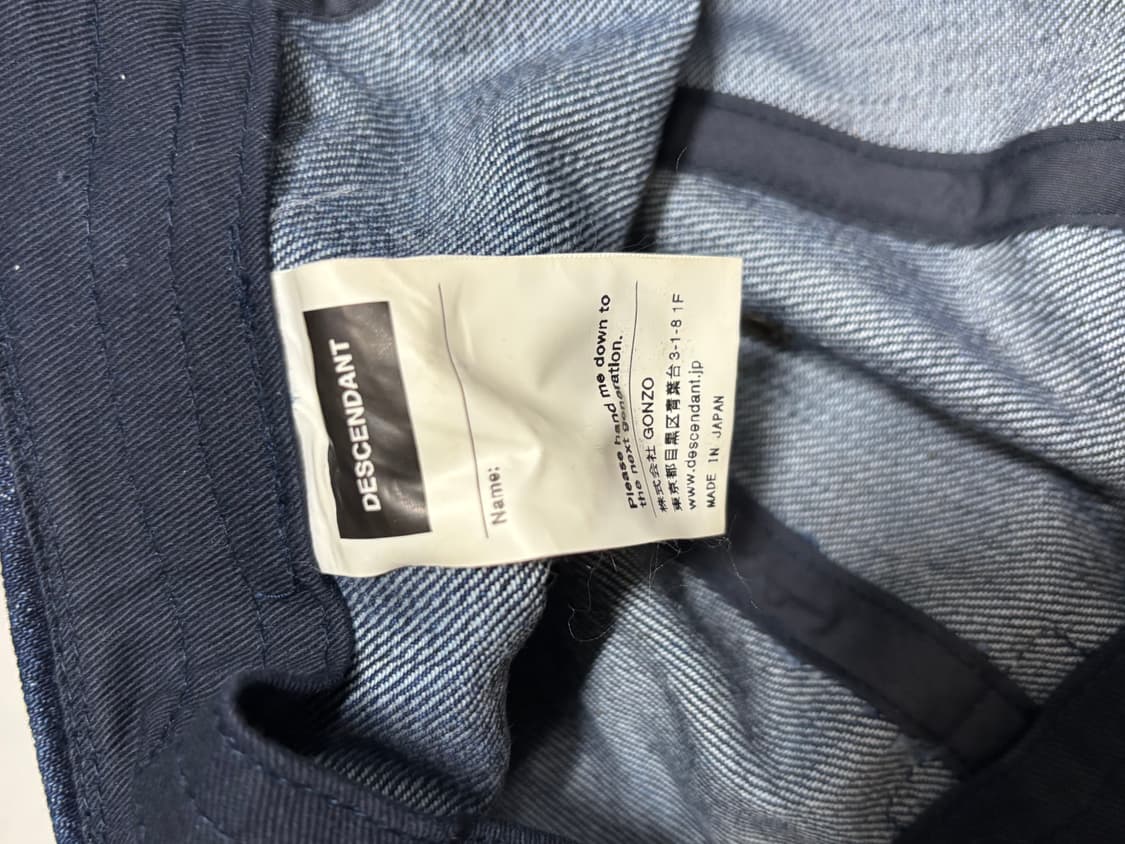 DESCENDANT
Name:
Please hand me down to
the next generation.
株式会社 GONZO
東京都目黒区青葉台3-1-8 1F
www.descendant.jp
MADE IN JAPAN